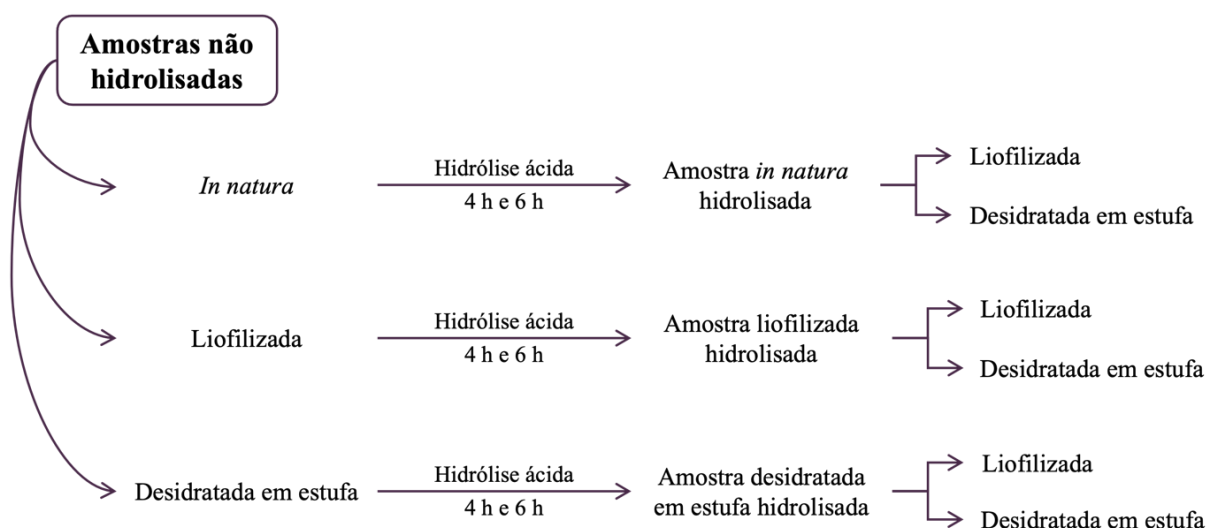 Amostras não
hidrolisadas
In natura
Hidrólise ácida
4 h e 6 h
Amostra in natura
hidrolisada
Liofilizada
Desidratada em estufa
Liofilizada
Hidrólise ácida
4 h e 6 h
Amostra liofilizada
hidrolisada
Liofilizada
Desidratada em estufa
Desidratada em estufa
Hidrólise ácida
4 h e 6 h
Amostra desidratada
em estufa hidrolisada
Liofilizada
Desidratada em estufa